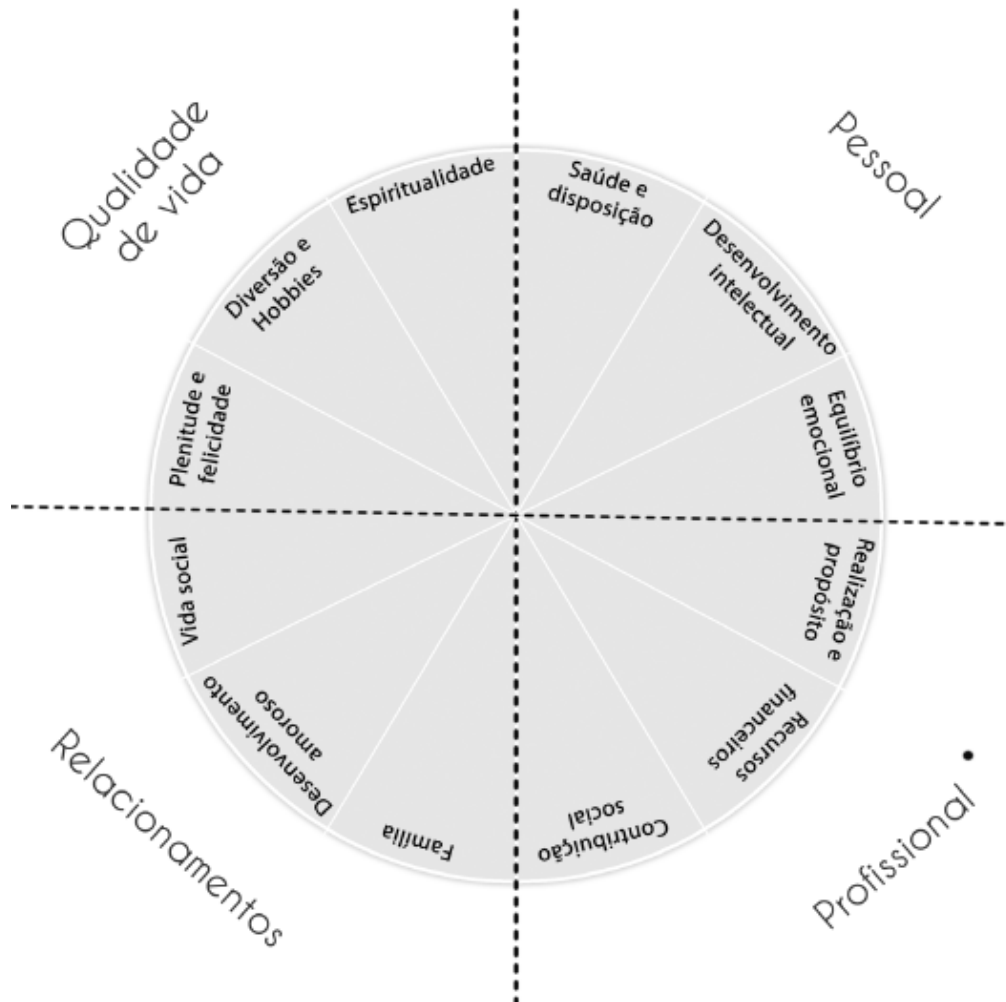 Qualidade
de vida
Pessoal
Espiritualidade
Saúde e
disposição
Desenvolvimento
intelectual
Equilíbrio
emocional
Realização e
propósito
Recursos
financeiros
Contribuição
social
Família
Desenvolvimento
amoroso
Vida social
Plenitude e
felicidade
Diversão e
Hobbies
Relacionamentos
Profissional